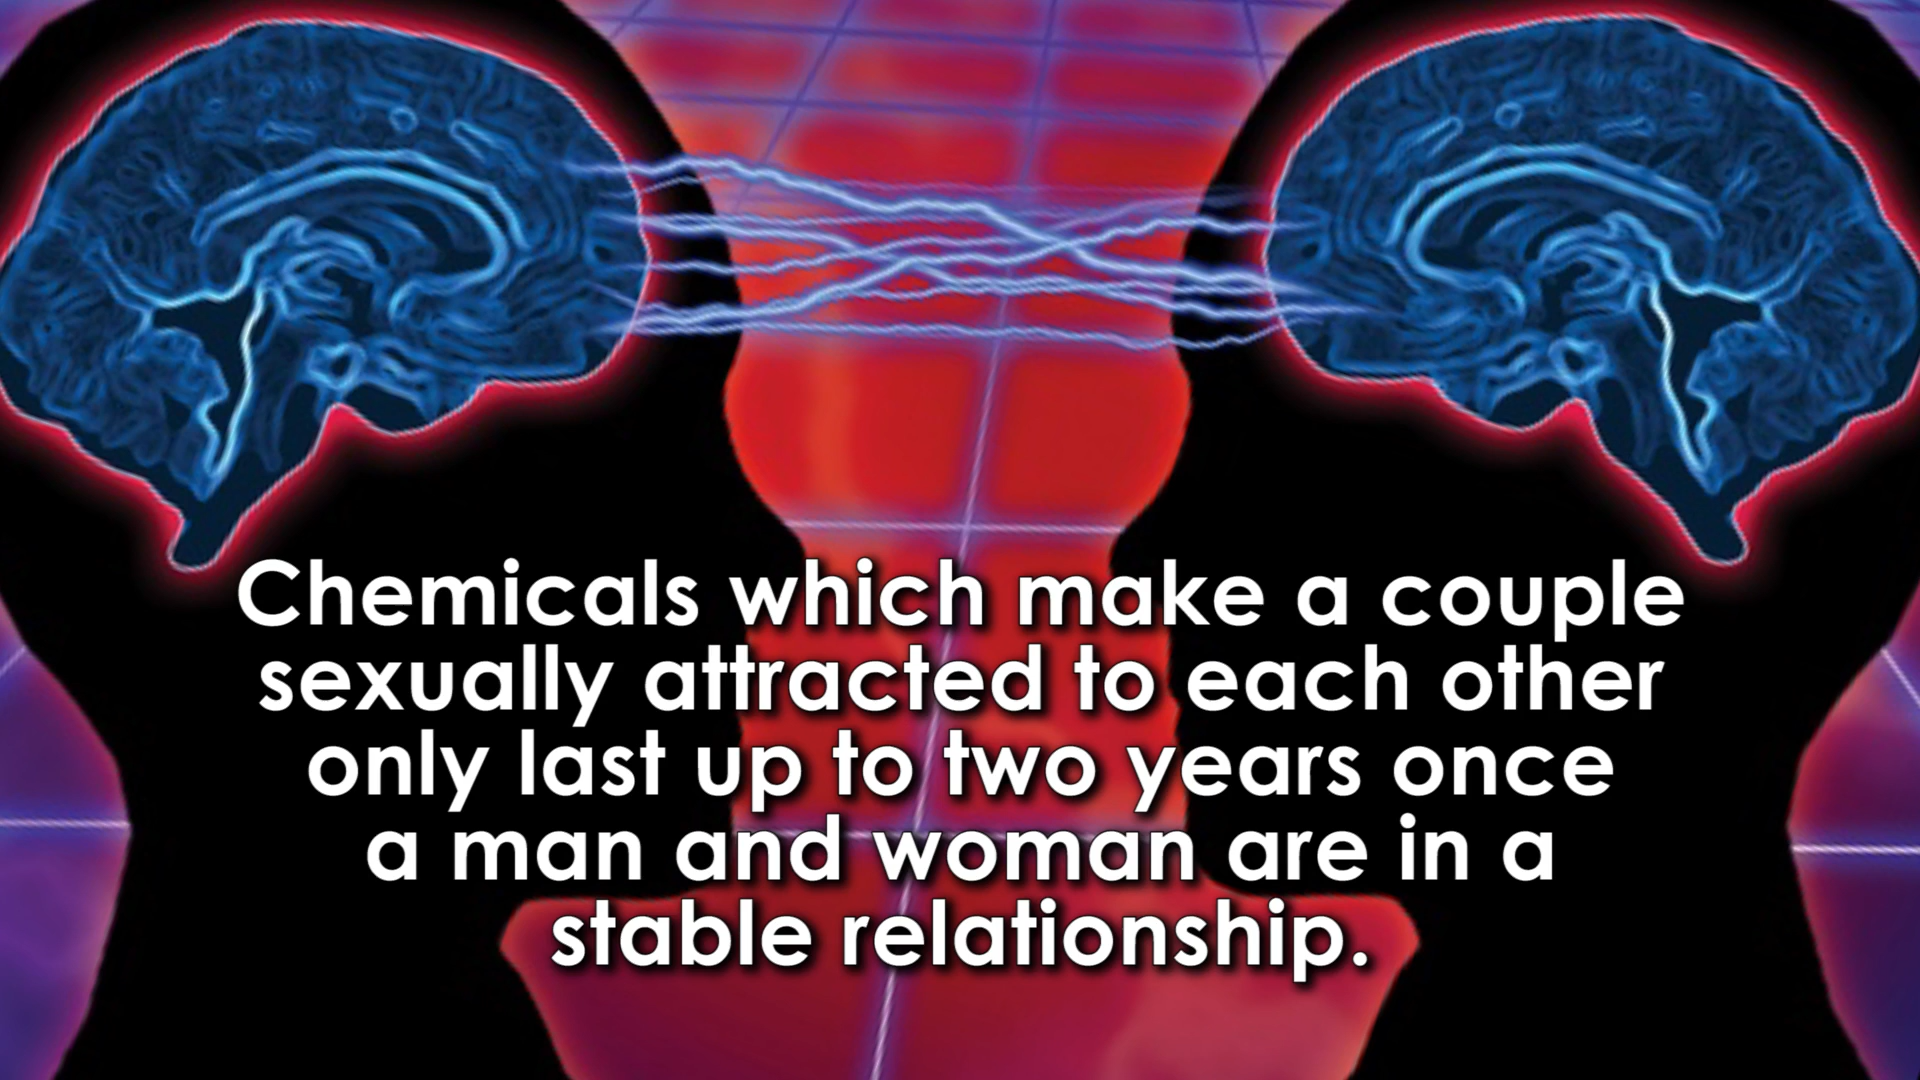 Chemicals which make a couple
sexually attracted to each other
only last up to two years once
a man and woman are in a
stable relationship.